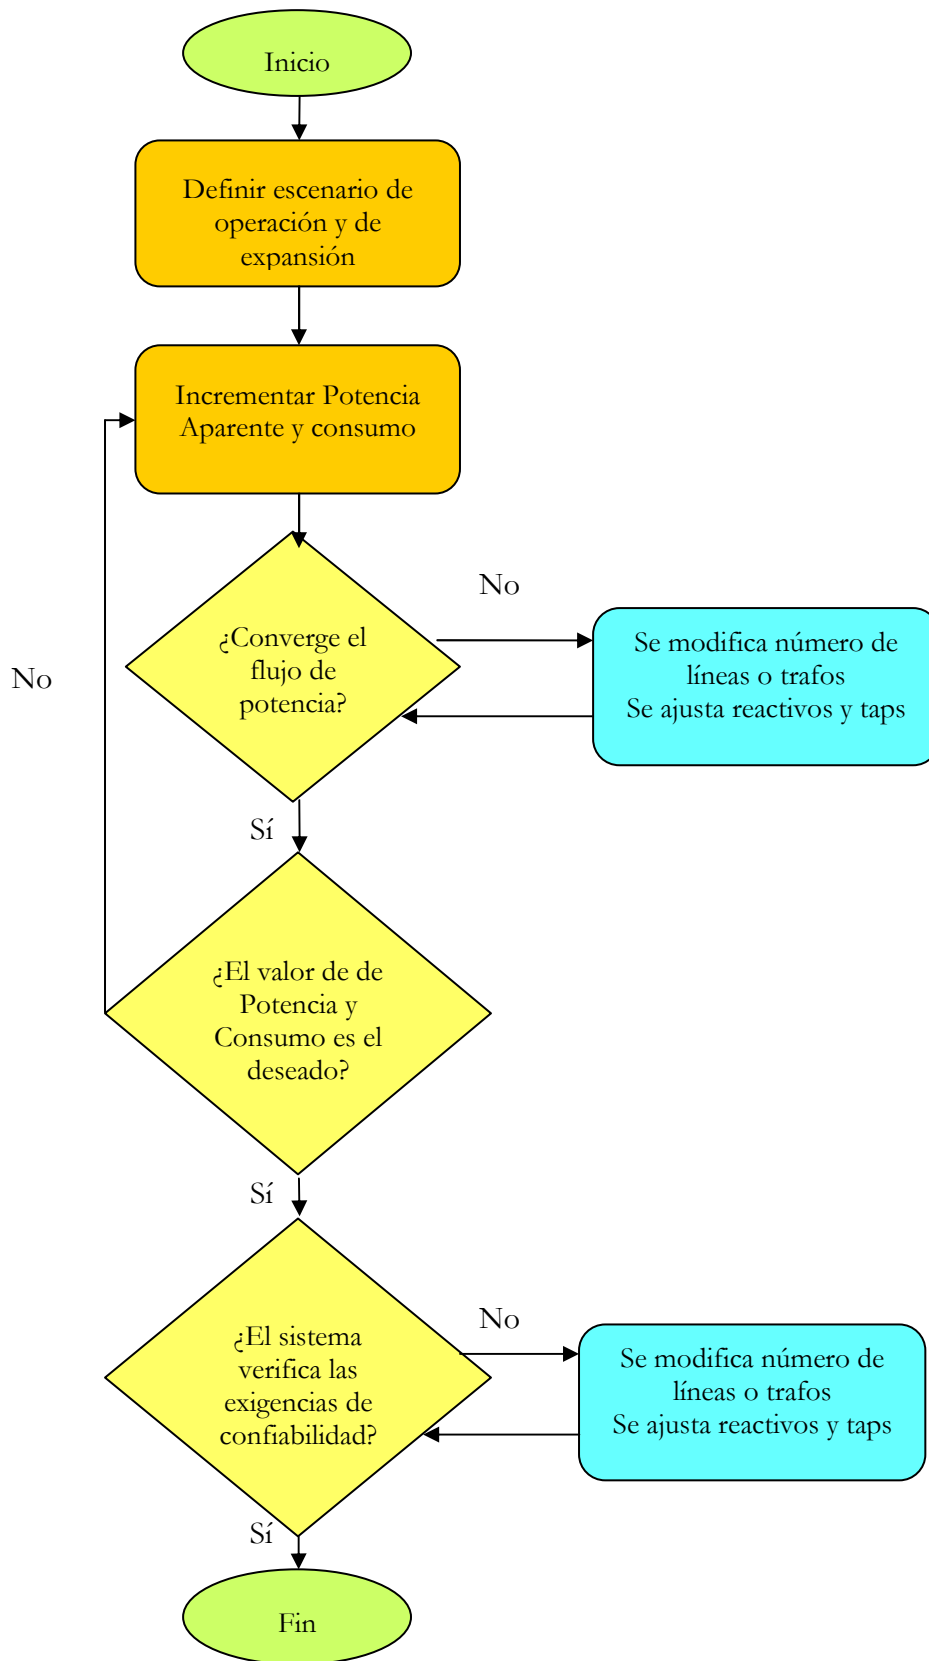 Inicio
Definir escenario de
operación y de
expansión
Incrementar Potencia
Aparente y consumo
No
¿Converge el
flujo de
potencia?
Se modifica número de
líneas o trafos
Se ajusta reactivos y taps
No
Sí
¿El valor de de
Potencia y
Consumo es el
deseado?
Sí
No
¿El sistema
verifica las
exigencias de
confiabilidad?
Se modifica número de
líneas o trafos
Se ajusta reactivos y taps
Sí
Fin